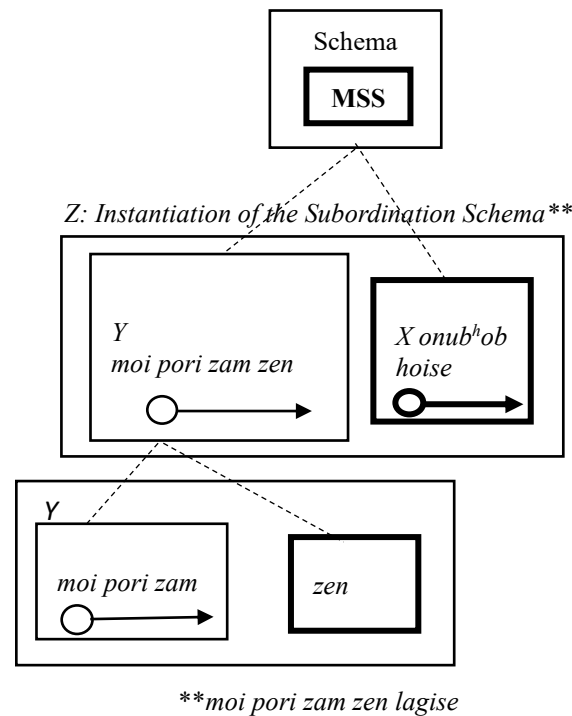 Schema
MSS
Z: Instantiation of the Subordination Schema**
Y
moi pori zam zen
X onubʰob
hoise
Y
moi pori zam
zen
**moi pori zam zen lagise